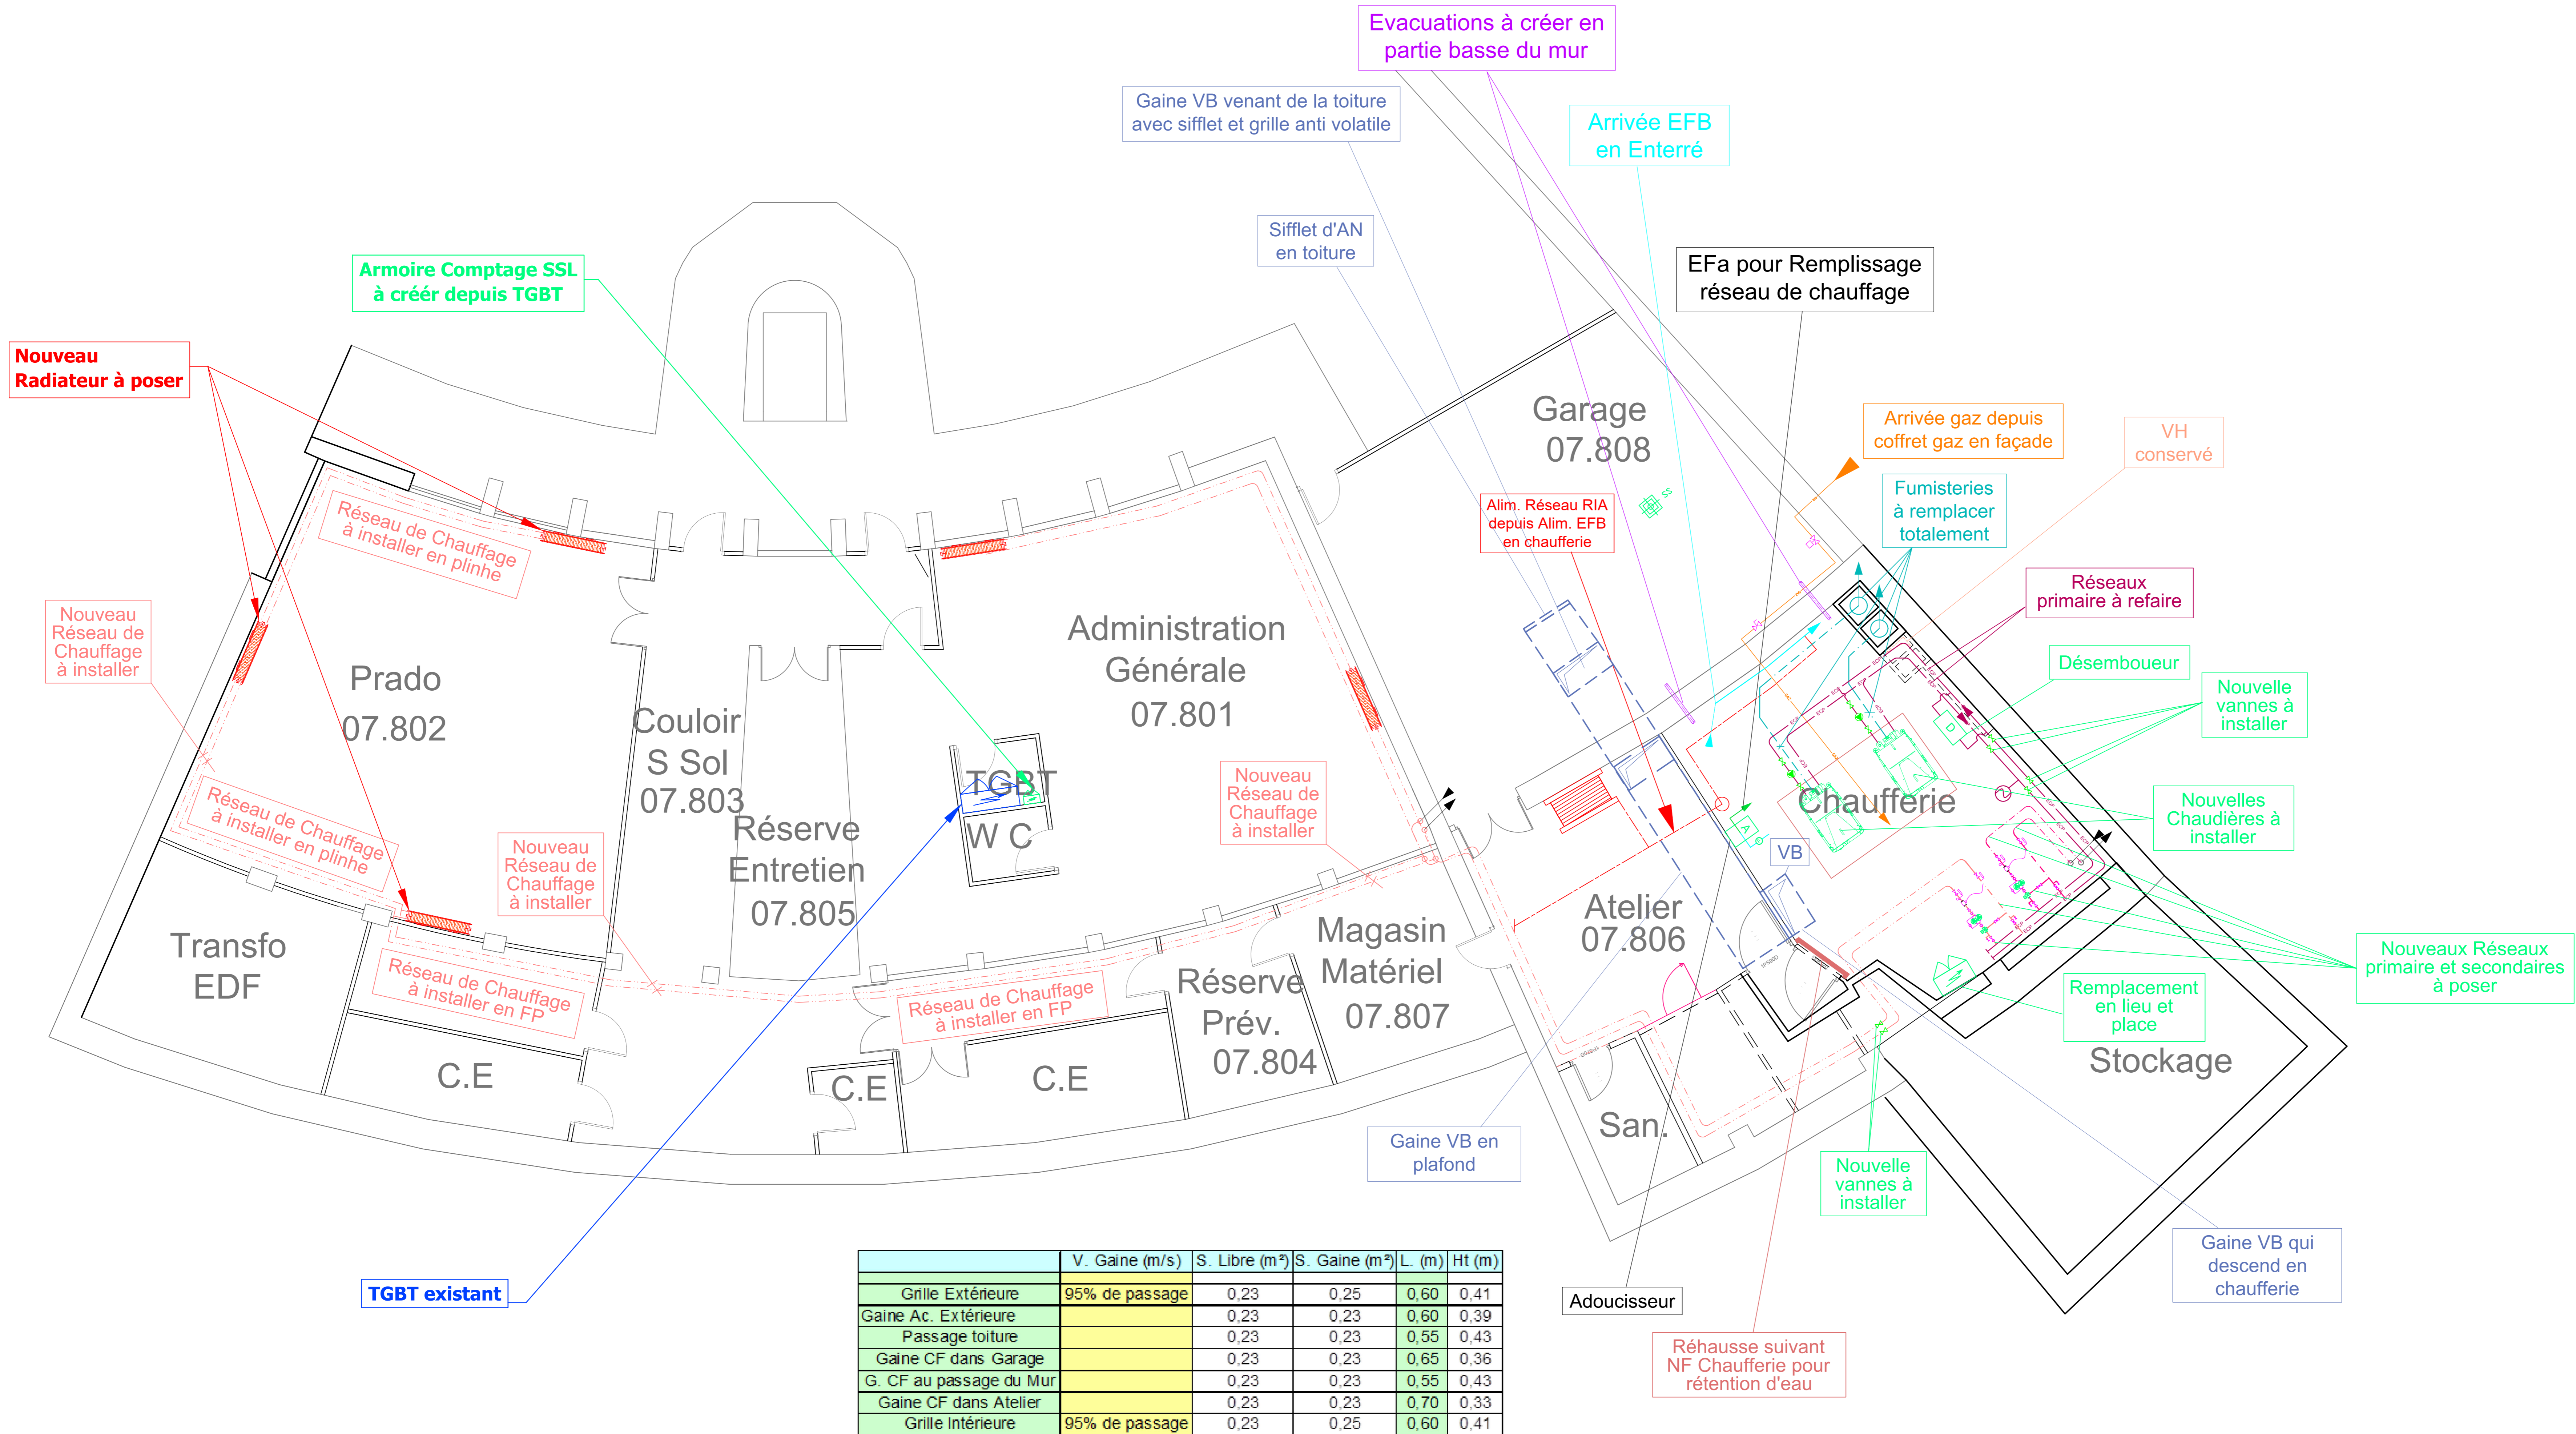 Evacuations à créer en
partie basse du mur
Gaine VB venant de la toiture
avec sifflet et grille anti volatile
Arrivée EFB
en Enterré
Sifflet d'AN
en toiture
EFa pour Remplissage
réseau de chauffage
Armoire Comptage SSL
à créér depuis TGBT
Nouveau
Radiateur à poser
Garage
07.808
Arrivée gaz depuis
coffret gaz en façade
VH
conservé
Fumisteries
à remplacer
totalement
Alim. Réseau RIA
depuis Alim. EFB
en chaufferie
SS
Réseau de Chauffage
à installer en plinhe
Réseaux
primaire à refaire
Nouveau
Réseau de
Chauffage
à installer
Administration
Générale
07.801
Prado
07.802
Désemboueur
Nouvelle
vannes à
installer
Couloir
S Sol
07.803
D
TGBT
W C
Nouveau
Réseau de
Chauffage
à installer
Chaufferie
Nouvelles
Chaudières à
installer
Réseau de Chauffage
à installer en plinhe
Réserve
Entretien
07.805
A
VB
Nouveau
Réseau de
Chauffage
à installer
Atelier
07.806
Magasin
Matériel
07.807
Transfo
EDF
Réseau de Chauffage
à installer en FP
Réseau de Chauffage
à installer en FP
Réserve
Prév.
07.804
Nouveaux Réseaux
primaire et secondaires
à poser
Remplacement
en lieu et
place
Stockage
C.E
C.E
C.E
San.
Gaine VB en
plafond
Nouvelle
vannes à
installer
Gaine VB qui
descend en
chaufferie
TGBT existant
Adoucisseur
Réhausse suivant
NF Chaufferie pour
rétention d'eau
V. Gaine (m/s) S. Libre (m²) S. Gaine (m²) L. (m) Ht (m)
Grille Extérieure 95% de passage 0,23 0,25 0,60 0,41
Gaine Ac. Extérieure 0,23 0,23 0,60 0,39
Passage toiture 0,23 0,23 0,55 0,43
Gaine CF dans Garage 0,23 0,23 0,65 0,36
G. CF au passage du Mur 0,23 0,23 0,55 0,43
Gaine CF dans Atelier 0,23 0,23 0,70 0,33
Grille Intérieure 95% de passage 0,23 0,25 0,60 0,41